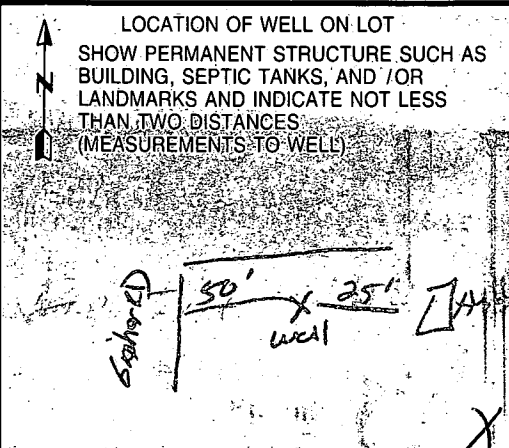 LOCATION OF WELL ON LOT
N
SHOW PERMANENT STRUCTURE SUCH AS
BUILDING, SEPTIC TANKS, AND /OR
LANDMARKS AND INDICATE NOT LESS
THAN TWO DISTANCES
(MEASUREMENTS TO WELL)
50' X 25'
well
RD
X